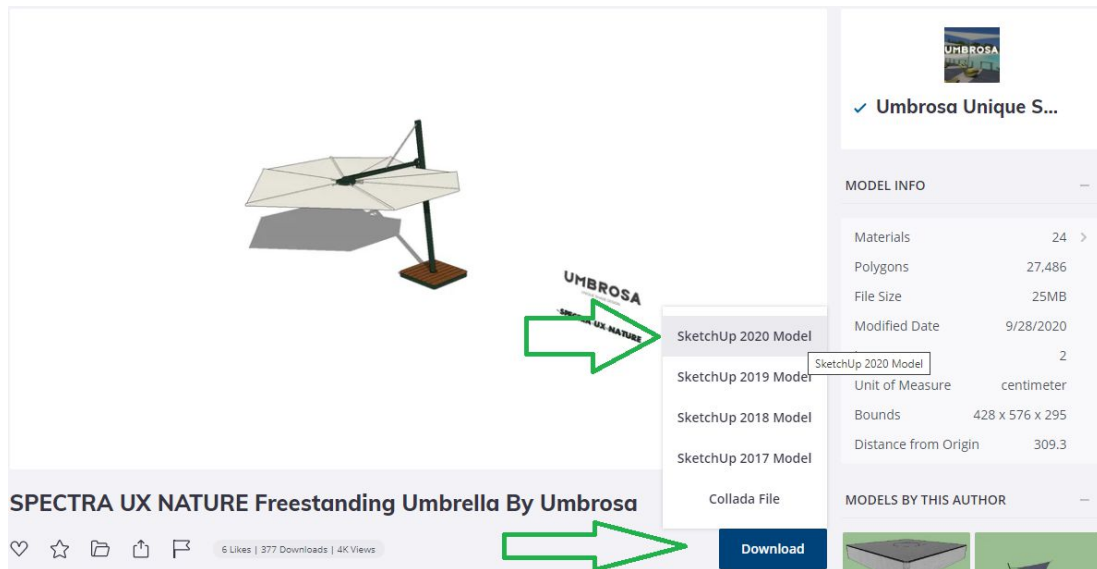 UMBROSA
Umbrosa Unique S...
MODEL INFO
Materials 24
Polygons 27,486
File Size 25MB
Modified Date 9/28/2020
2
Unit of Measure centimeter
Bounds 428 x 576 x 295
Distance from Origin 309.3
MODELS BY THIS AUTHOR
UMBROSA
SPECTRA UX NATURE
SketchUp 2020 Model
SketchUp 2020 Model
SketchUp 2019 Model
SketchUp 2018 Model
SketchUp 2017 Model
Collada File
SPECTRA UX NATURE Freestanding Umbrella By Umbrosa
6 Likes | 377 Downloads | 4K Views
Download